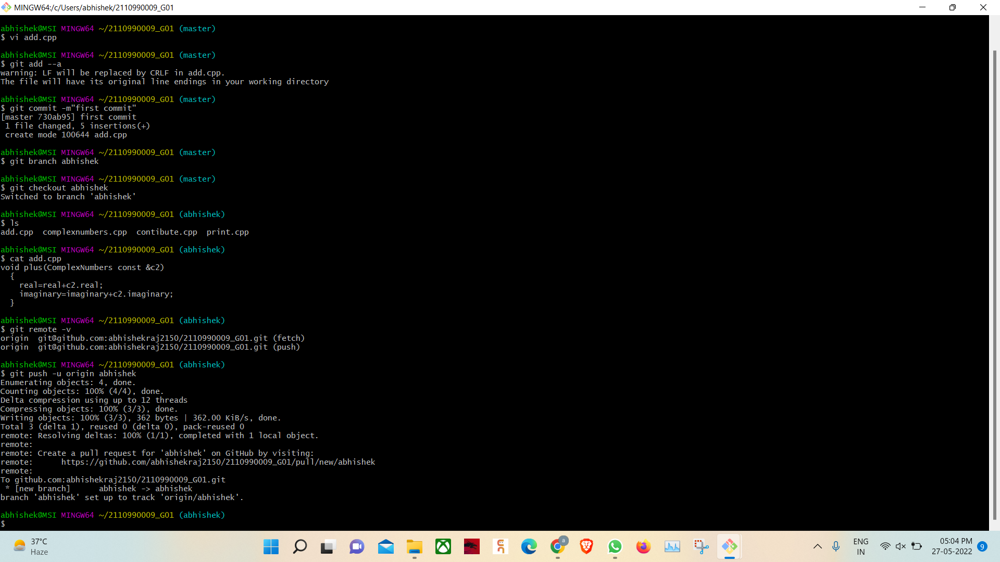 MINGW64:/c/Users/abhishek/2110990009_G01
abhishek@MSI MINGW64 ~/2110990009_G01 (master)
$ vi add.cpp
abhishek@MSI MINGW64 ~/2110990009_G01 (master)
$ git add --a
warning: LF will be replaced by CRLF in add.cpp.
The file will have its original line endings in your working directory
abhishek@MSI MINGW64 ~/2110990009_G01 (master)
$ git commit -m"first commit"
[master 730ab95] first commit
 1 file changed, 5 insertions(+)
 create mode 100644 add.cpp
abhishek@MSI MINGW64 ~/2110990009_G01 (master)
$ git branch abhishek
abhishek@MSI MINGW64 ~/2110990009_G01 (master)
$ git checkout abhishek
Switched to branch 'abhishek'
abhishek@MSI MINGW64 ~/2110990009_G01 (abhishek)
$ ls
add.cpp  complexnumbers.cpp  contibute.cpp  print.cpp
abhishek@MSI MINGW64 ~/2110990009_G01 (abhishek)
$ cat add.cpp
void plus(ComplexNumbers const &c2)
  {
    real=real+c2.real;
    imaginary=imaginary+c2.imaginary;
  }
abhishek@MSI MINGW64 ~/2110990009_G01 (abhishek)
$ git remote -v
origin  git@github.com:abhishekraj2150/2110990009_G01.git (fetch)
origin  git@github.com:abhishekraj2150/2110990009_G01.git (push)
abhishek@MSI MINGW64 ~/2110990009_G01 (abhishek)
$ git push -u origin abhishek
Enumerating objects: 4, done.
Counting objects: 100% (4/4), done.
Delta compression using up to 12 threads
Compressing objects: 100% (3/3), done.
Writing objects: 100% (3/3), 362 bytes | 362.00 KiB/s, done.
Total 3 (delta 1), reused 0 (delta 0), pack-reused 0
remote: Resolving deltas: 100% (1/1), completed with 1 local object.
remote:
remote: Create a pull request for 'abhishek' on GitHub by visiting:
remote:      https://github.com/abhishekraj2150/2110990009_G01/pull/new/abhishek
remote:
To github.com:abhishekraj2150/2110990009_G01.git
 * [new branch]      abhishek -> abhishek
branch 'abhishek' set up to track 'origin/abhishek'.
abhishek@MSI MINGW64 ~/2110990009_G01 (abhishek)
$
37°C
Haze
a
ENG
IN
05:04 PM
27-05-2022
9